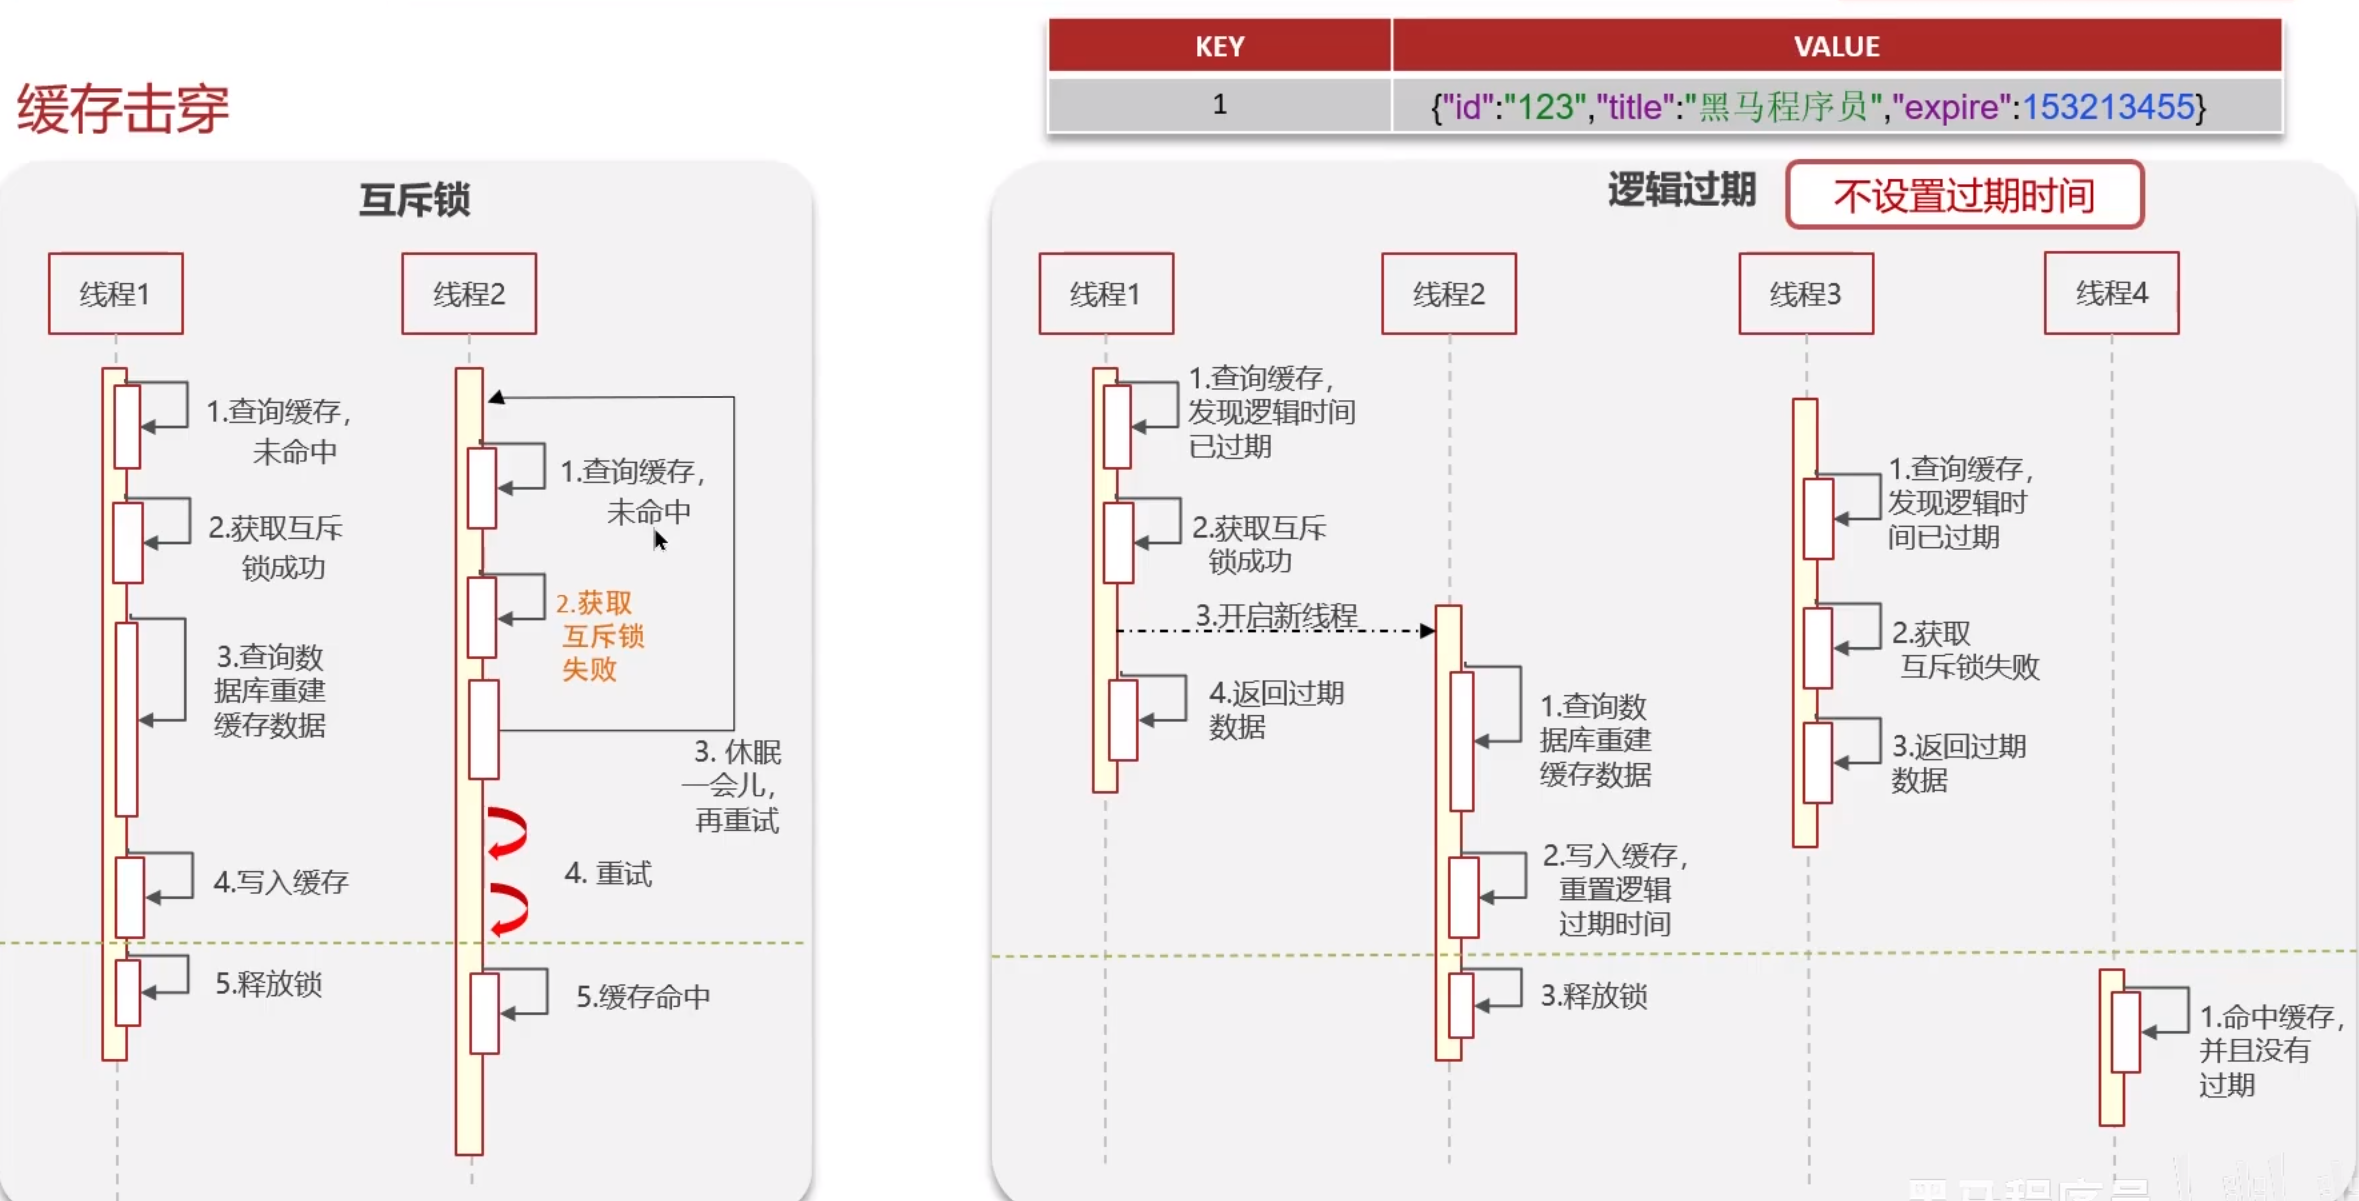 KEY
VALUE
1
{"id":"123","title":"黑马程序员","expire":153213455}
缓存击穿
互斥锁
线程1
线程2
1.查询缓存，
未命中
2.获取互斥
锁成功
3.查询数
据库重建
缓存数据
4.写入缓存
5.释放锁
1.查询缓存，
未命中
2.获取
互斥锁
失败
3. 休眠
一会儿，
再重试
4. 重试
5.缓存命中
逻辑过期
不设置过期时间
线程1
线程2
线程3
线程4
1.查询缓存，
发现逻辑时间
已过期
2.获取互斥
锁成功
3.开启新线程
4.返回过期
数据
1.查询数
据库重建
缓存数据
2.写入缓存，
重置逻辑
过期时间
3.释放锁
1.查询缓存，
发现逻辑时
间已过期
2.获取
互斥锁失败
3.返回过期
数据
1.命中缓存，
并且没有
过期
黑马程序员